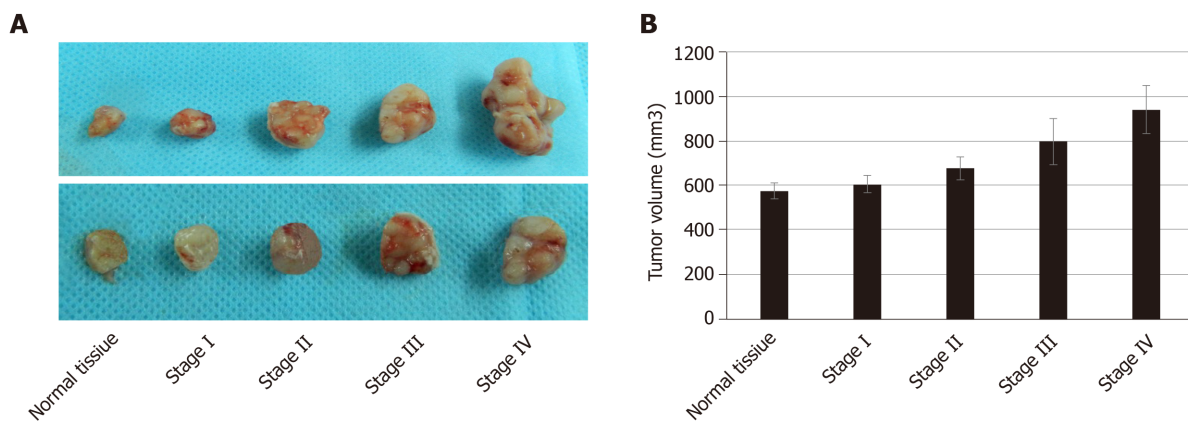 A
Normal tissiue
Stage I
Stage II
Stage III
Stage IV
B
Tumor volume (mm3)
1200
1000
800
600
400
200
0
Normal tissiue
Stage I
Stage II
Stage III
Stage IV